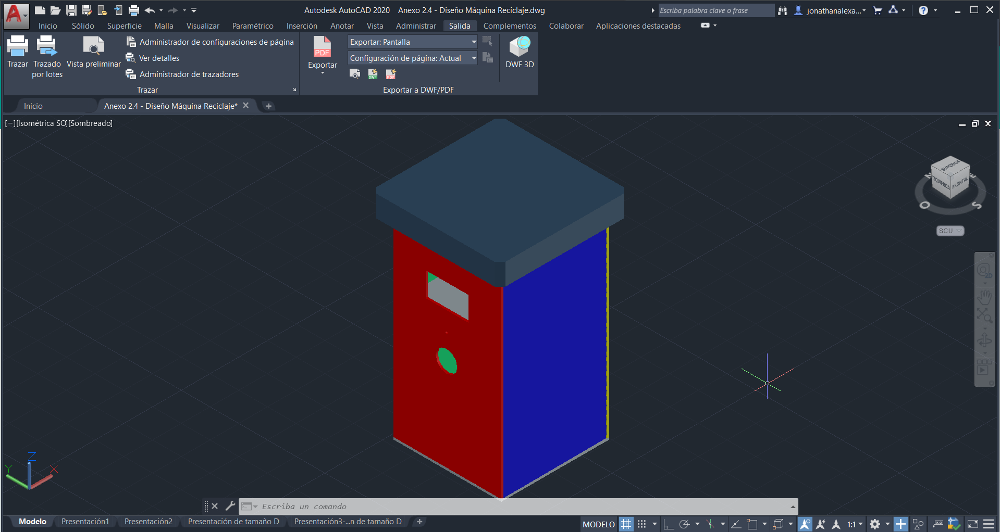 Autodesk AutoCAD 2020 Anexo 2.4 - Diseño Máquina Reciclaje.dwg
Escriba palabra clave o frase
jonathanalexa...
Inicio Sólido Superficie Malla Visualizar Paramétrico Inserción Anotar Vista Administrar Salida Complementos Colaborar Aplicaciones destacadas
Trazar
Trazado
por lotes
Vista preliminar
Administrador de configuraciones de página
Ver detalles
Administrador de trazadores
Trazar
PDF
Exportar
Exportar: Pantalla
Configuración de página: Actual
DWF
PDF
Exportar a DWF/PDF
DWF 3D
Inicio
Anexo 2.4 - Diseño Máquina Reciclaje*
[−][Isométrica SO][Sombreado]
SUPERIOR
IZQUIERDA
FRONTAL
N
E
O
S
SCU
2D
Z
Y
X
Escriba un comando
Modelo Presentación1 Presentación2 Presentación de tamaño D Presentación3-...n de tamaño D
MODELO
1:1